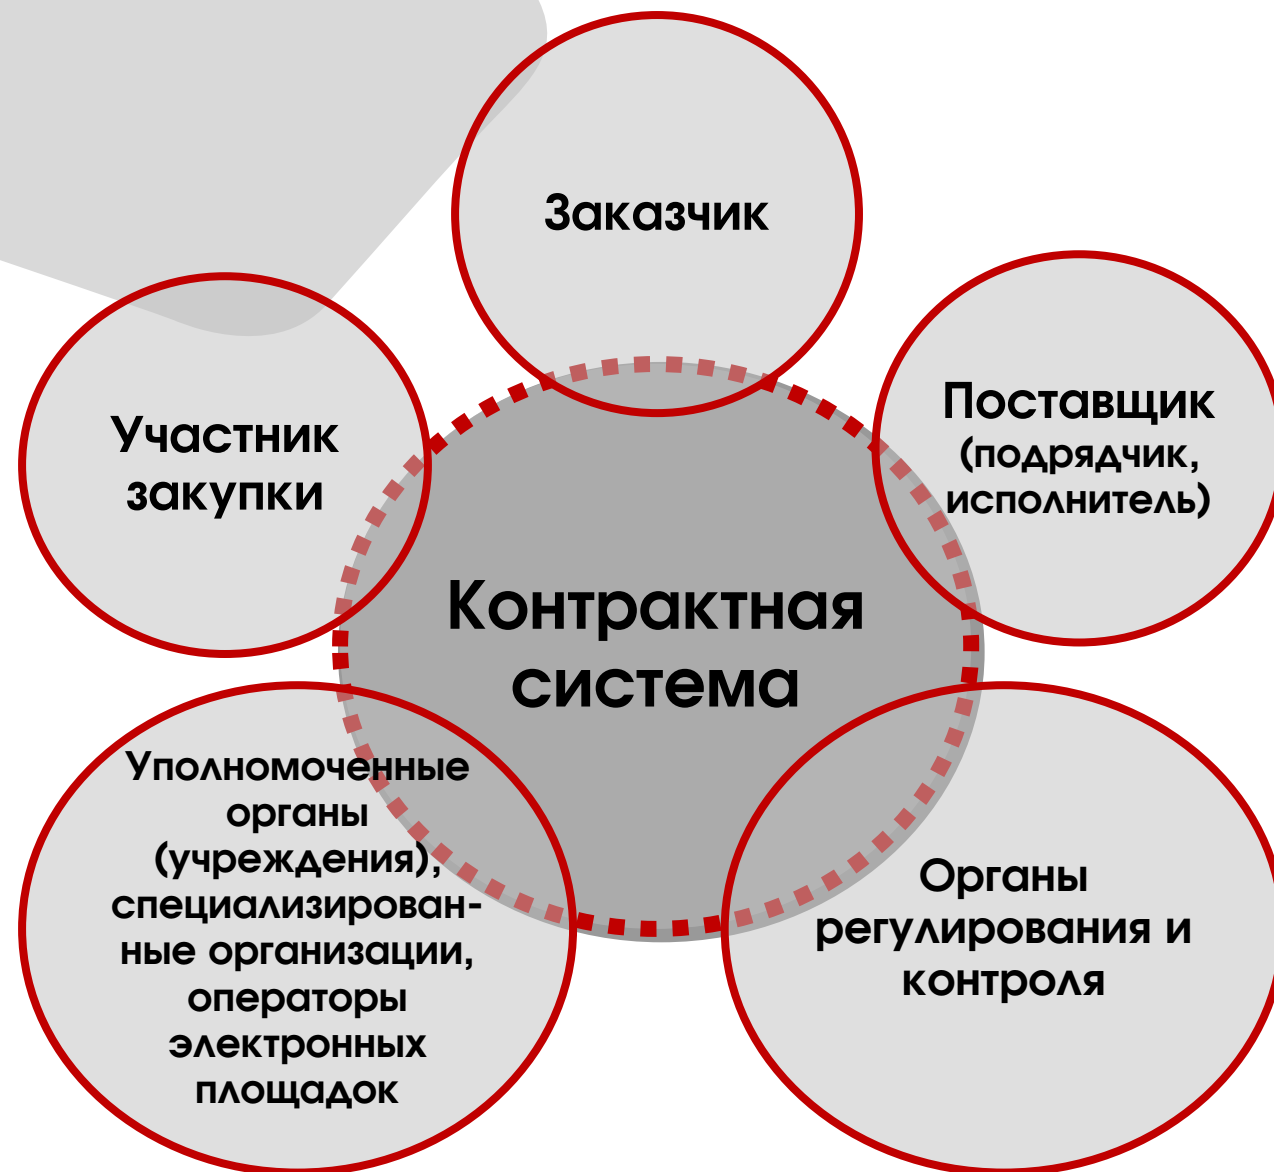 Заказчик
Поставщик
(подрядчик,
исполнитель)
Участник
закупки
Контрактная
система
Уполномоченные
органы
(учреждения),
специализирован-
ные организации,
операторы
электронных
площадок
Органы
регулирования и
контроля